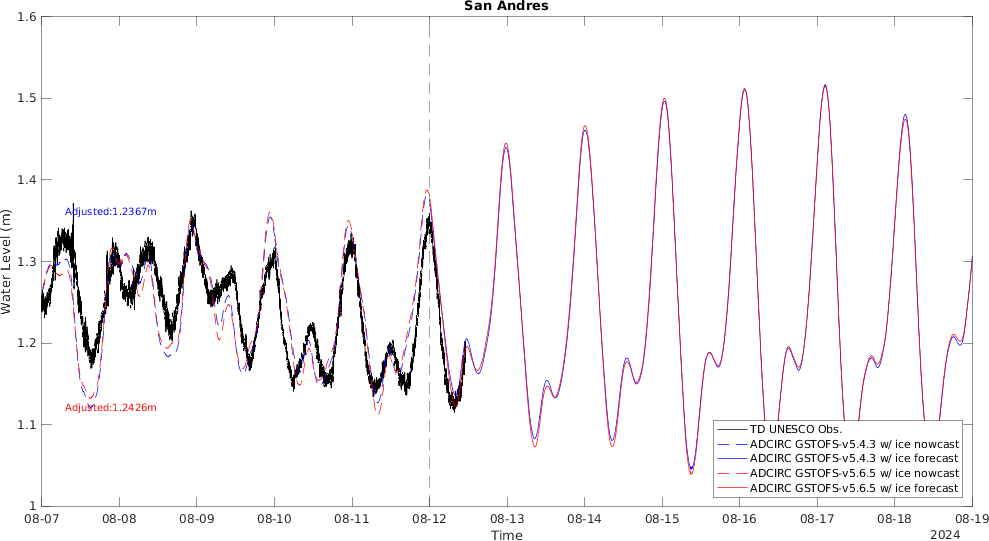 San Andres
Water Level (m)
1.6
1.5
1.4
1.3
1.2
1.1
1
Adjusted:1.2367m
Adjusted:1.2426m
TD UNESCO Obs.
ADCIRC GSTOFS-v5.4.3 w/ ice nowcast
ADCIRC GSTOFS-v5.4.3 w/ ice forecast
ADCIRC GSTOFS-v5.6.5 w/ ice nowcast
ADCIRC GSTOFS-v5.6.5 w/ ice forecast
08-07 08-08 08-09 08-10 08-11 08-12 08-13 08-14 08-15 08-16 08-17 08-18 08-19
Time
2024